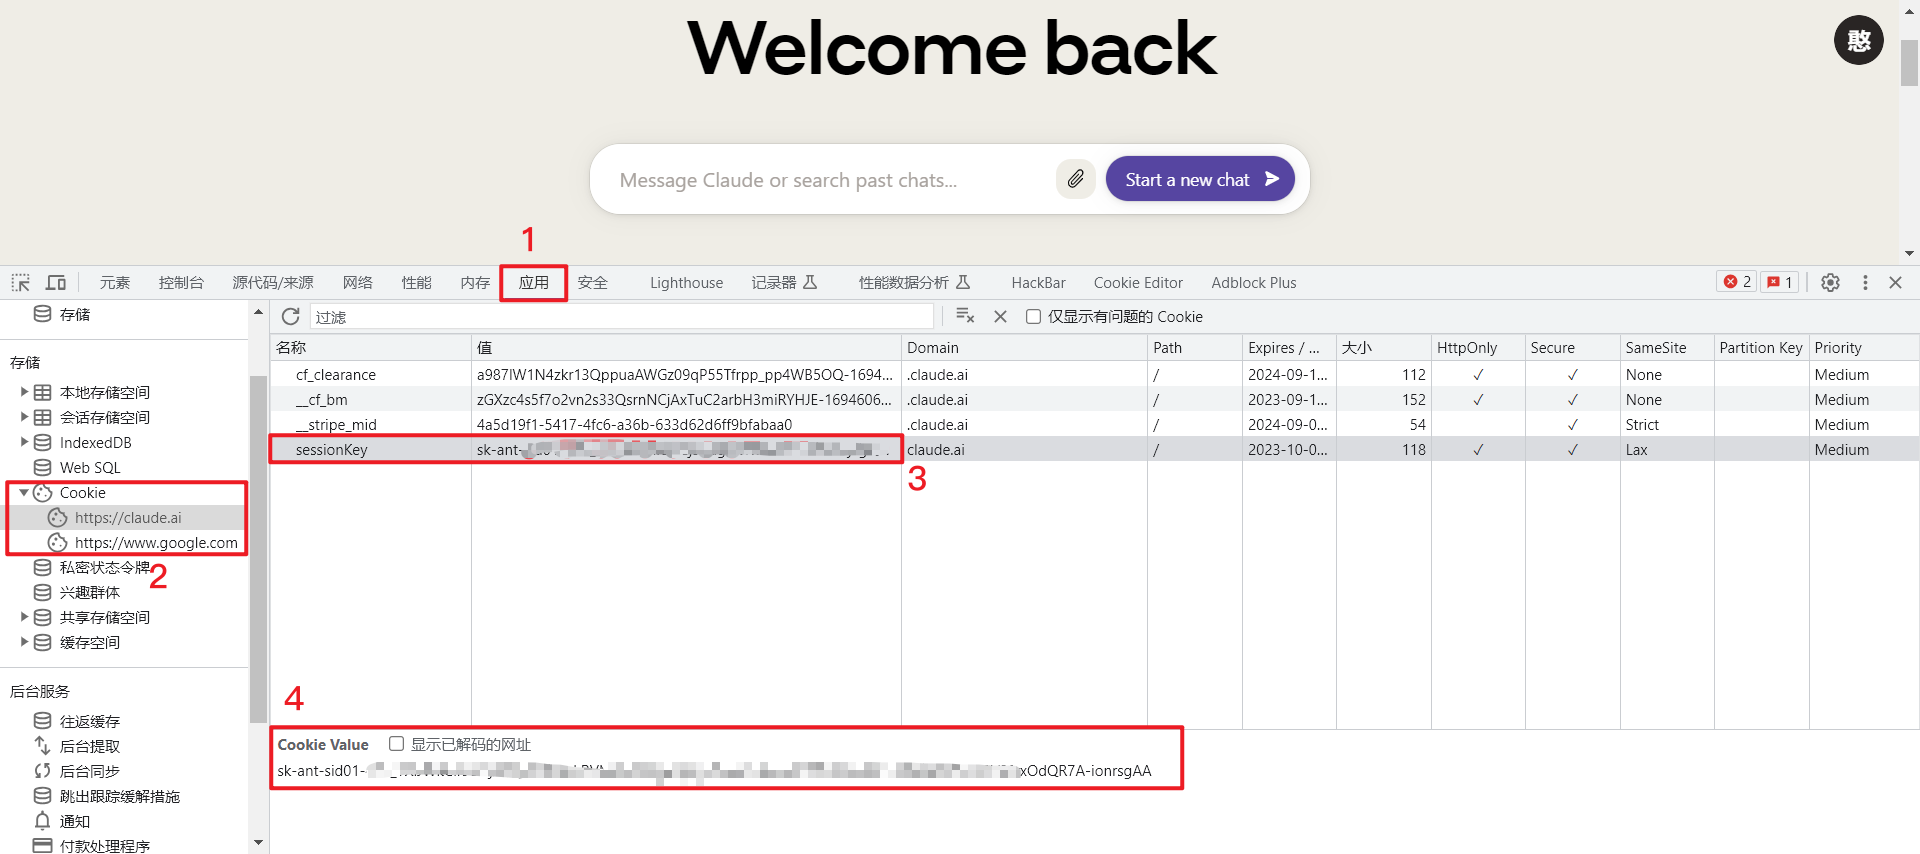 Welcome back
憨
Message Claude or search past chats...
Start a new chat
1
元素 控制台 源代码/来源 网络 性能 内存 应用 安全 Lighthouse 记录器 性能数据分析 HackBar Cookie Editor Adblock Plus 2 1
存储
过滤
仅显示有问题的 Cookie
存储
本地存储空间
会话存储空间
IndexedDB
Web SQL
Cookie
https://claude.ai
https://www.google.com
私密状态令牌
2
兴趣群体
共享存储空间
缓存空间
后台服务
往返缓存
后台提取
后台同步
跳出跟踪缓解措施
通知
付款处理程序
名称 值 Domain Path Expires / ... 大小 HttpOnly Secure SameSite Partition Key Priority
cf_clearance a987IW1N4zkr13QppuaAWGz09qP55Tfrpp_pp4WB5OQ-1694... .claude.ai / 2024-09-1... 112 ✓ ✓ None Medium
__cf_bm zGXzc4s5f7o2vn2s33QsrnNCjAxTuC2arbH3miRYHJE-1694606... .claude.ai / 2023-09-1... 152 ✓ ✓ None Medium
__stripe_mid 4a5d19f1-5417-4fc6-a36b-633d62d6ff9bfabaa0 .claude.ai / 2024-09-0... 54 ✓ Strict Medium
sessionKey sk-ant- claude.ai / 2023-10-0... 118 ✓ ✓ Lax Medium
3
4
Cookie Value 显示已解码的网址
sk-ant-sid01- xOdQR7A-ionrsgAA